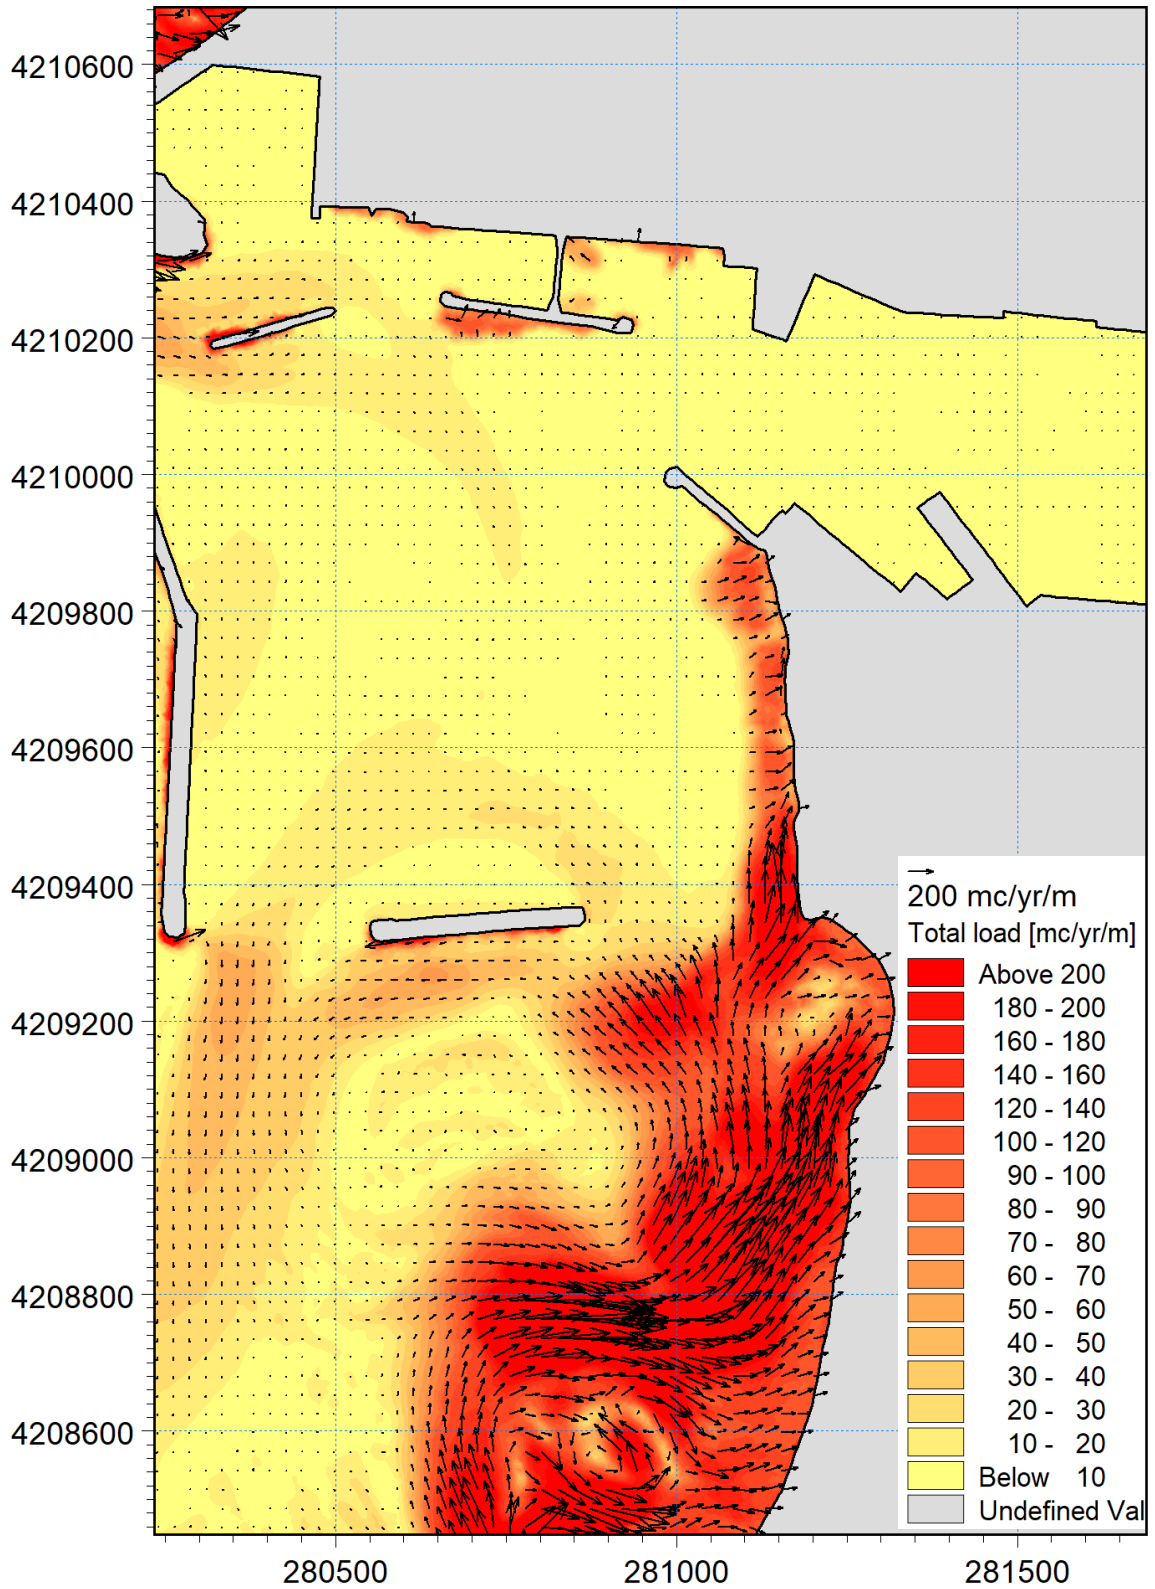 4210600
4210400
4210200
4210000
4209800
4209600
4209400
4209200
4209000
4208800
4208600
280500
281000
281500
200 mc/yr/m
Total load [mc/yr/m]
Above 200
180 - 200
160 - 180
140 - 160
120 - 140
100 - 120
90 - 100
80 - 90
70 - 80
60 - 70
50 - 60
40 - 50
30 - 40
20 - 30
10 - 20
Below 10
Undefined Val